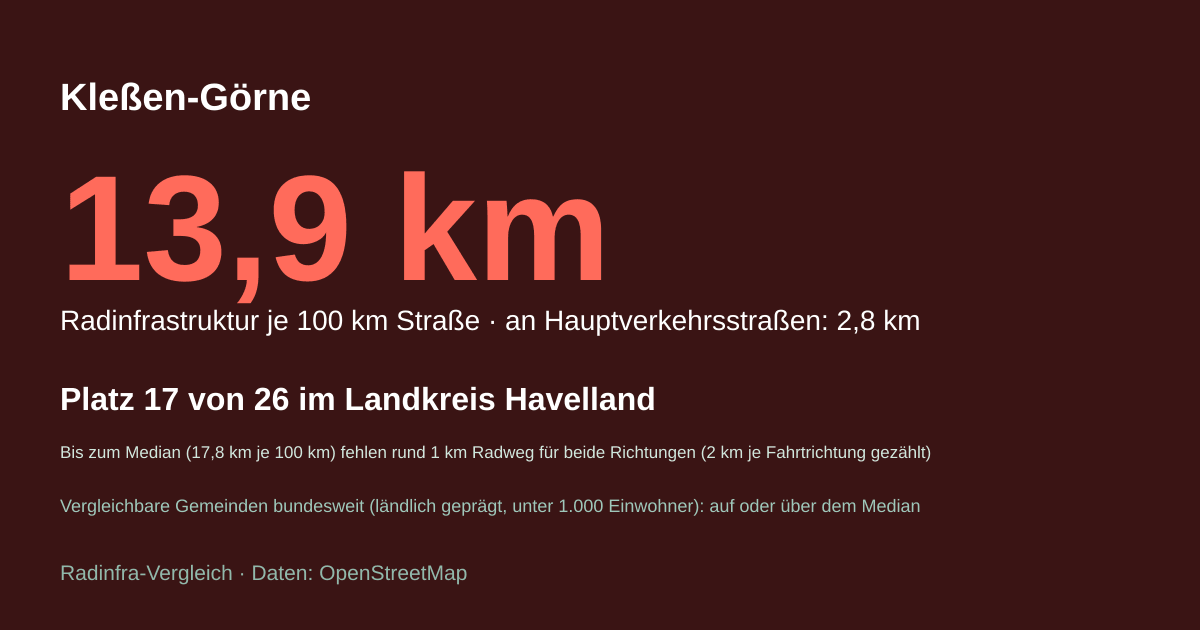 Kleßen-Görne
13,9 km
Radinfrastruktur je 100 km Straße · an Hauptverkehrsstraßen: 2,8 km
Platz 17 von 26 im Landkreis Havelland
Bis zum Median (17,8 km je 100 km) fehlen rund 1 km Radweg für beide Richtungen (2 km je Fahrtrichtung gezählt)
Vergleichbare Gemeinden bundesweit (ländlich geprägt, unter 1.000 Einwohner): auf oder über dem Median
Radinfra-Vergleich · Daten: OpenStreetMap